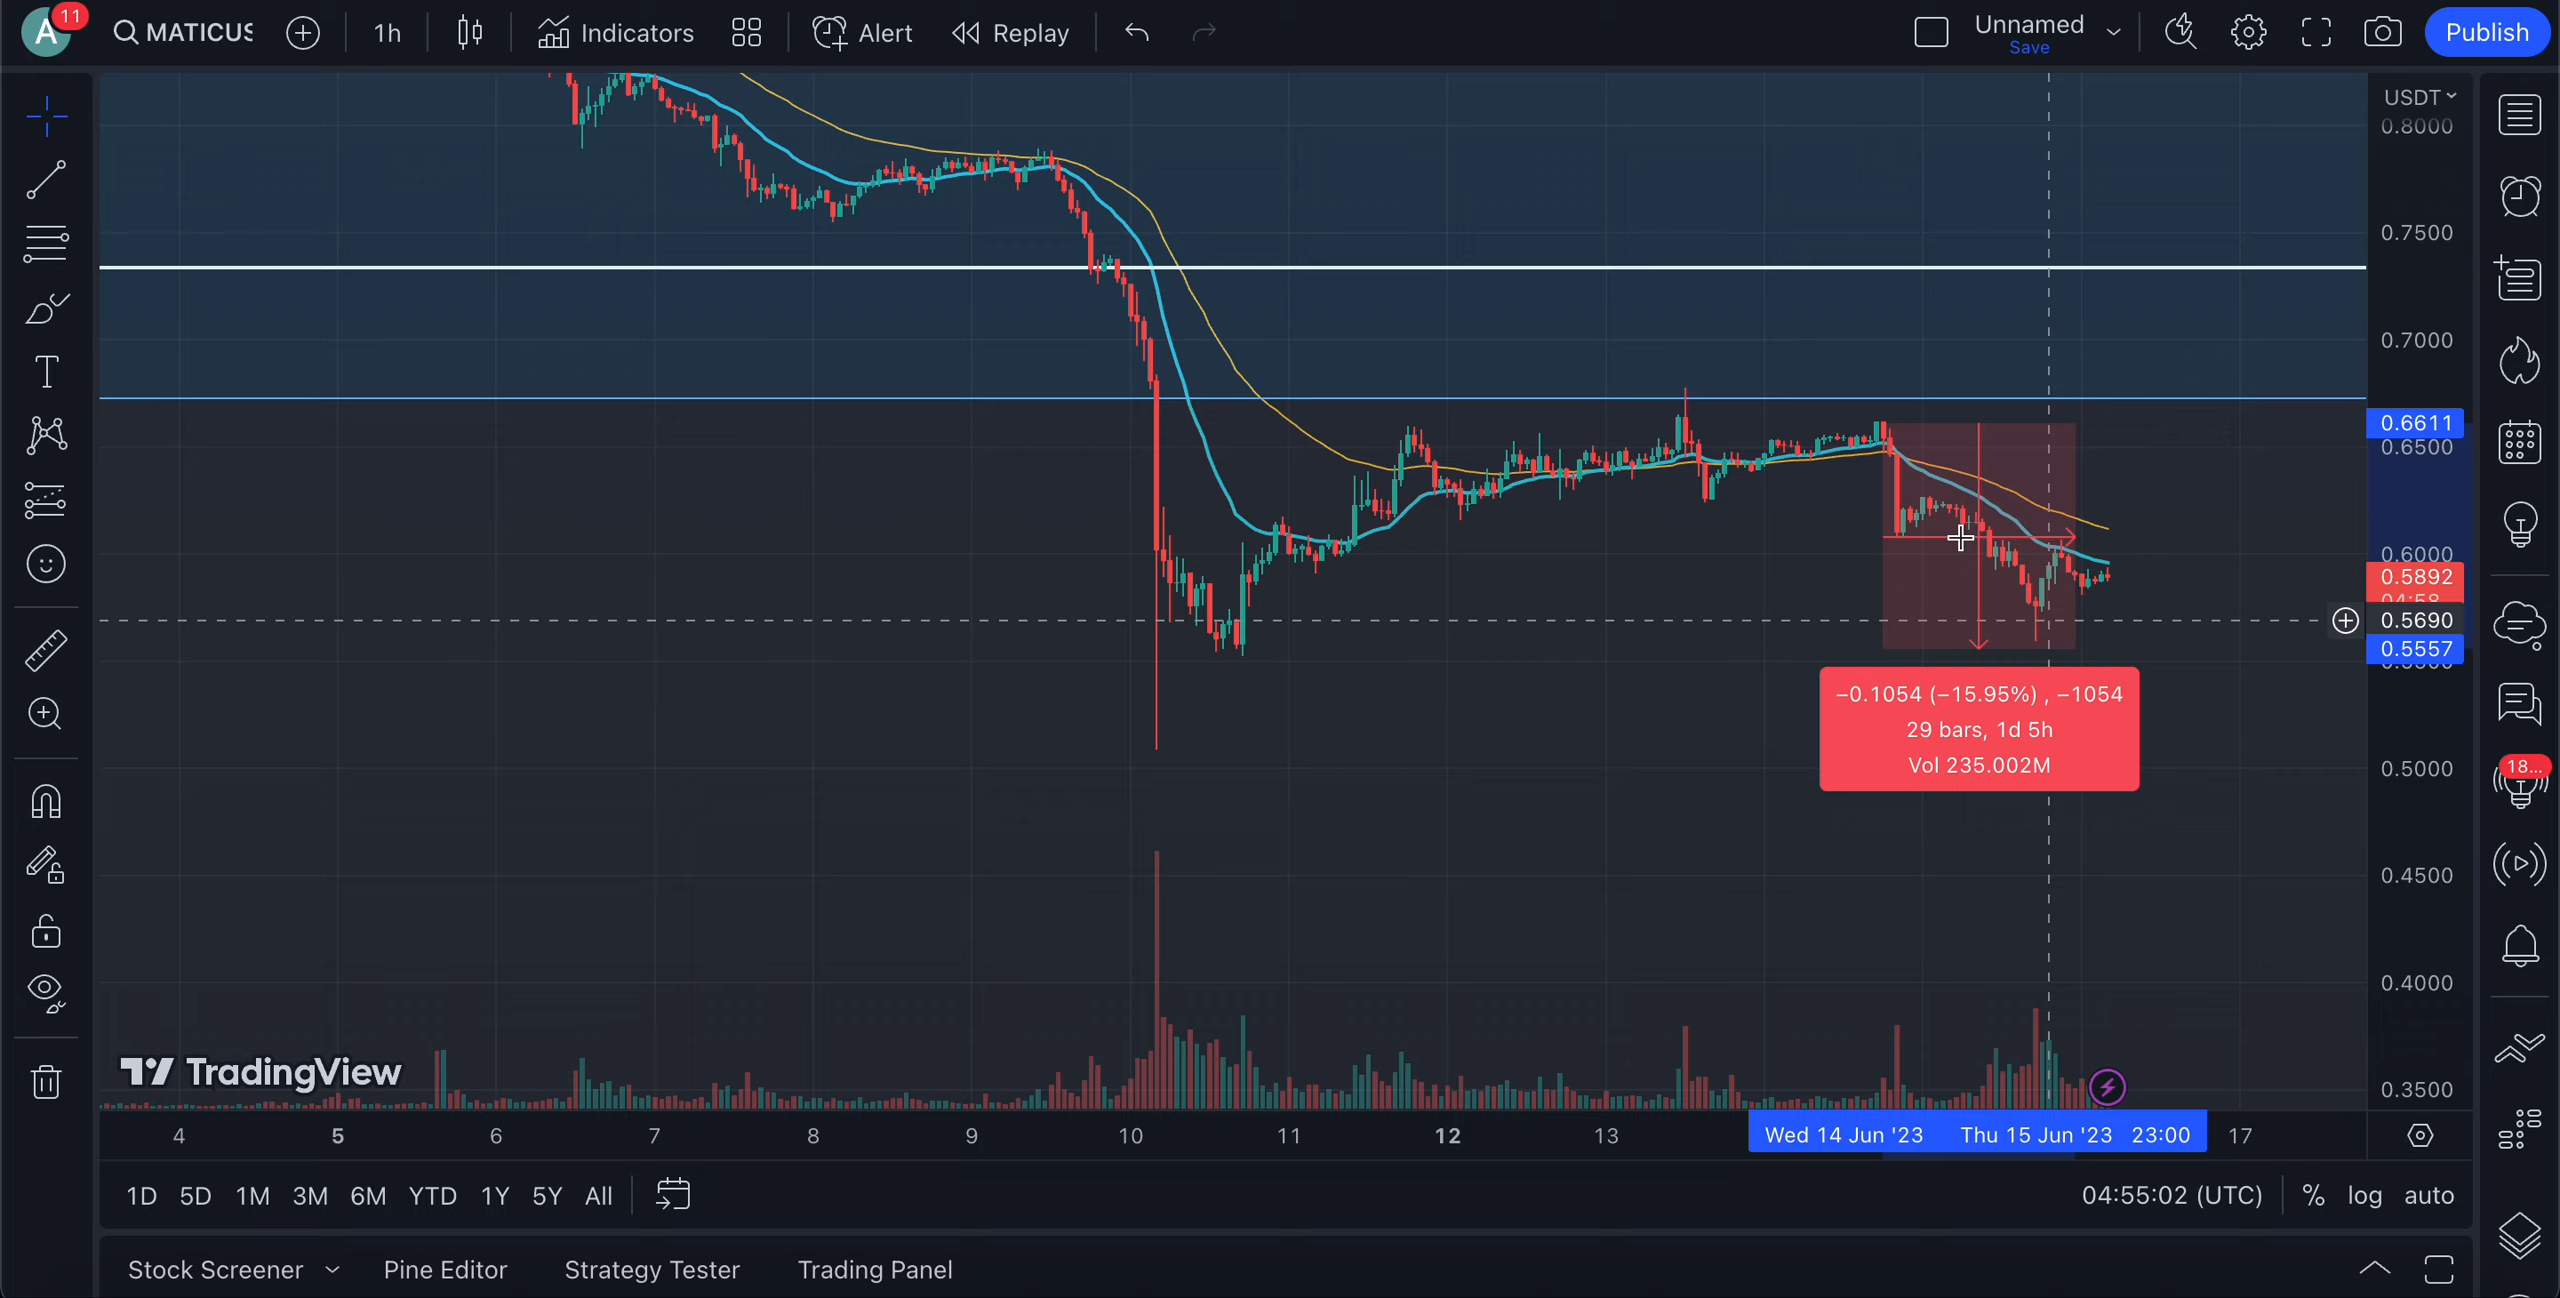 A
11
MATICUS
1h
Indicators
Alert
Replay
Unnamed
Save
Publish
USDT
0.8000
0.7500
0.7000
0.6611
0.6500
0.6000
0.5892
04:58
0.5690
0.5557
0.5000
0.4500
0.4000
0.3500
−0.1054 (−15.95%) , −1054
29 bars, 1d 5h
Vol 235.002M
18...
TradingView
4 5 6 7 8 9 10 11 12 13 Wed 14 Jun '23 Thu 15 Jun '23 23:00 17
1D 5D 1M 3M 6M YTD 1Y 5Y All
04:55:02 (UTC) % log auto
Stock Screener Pine Editor Strategy Tester Trading Panel